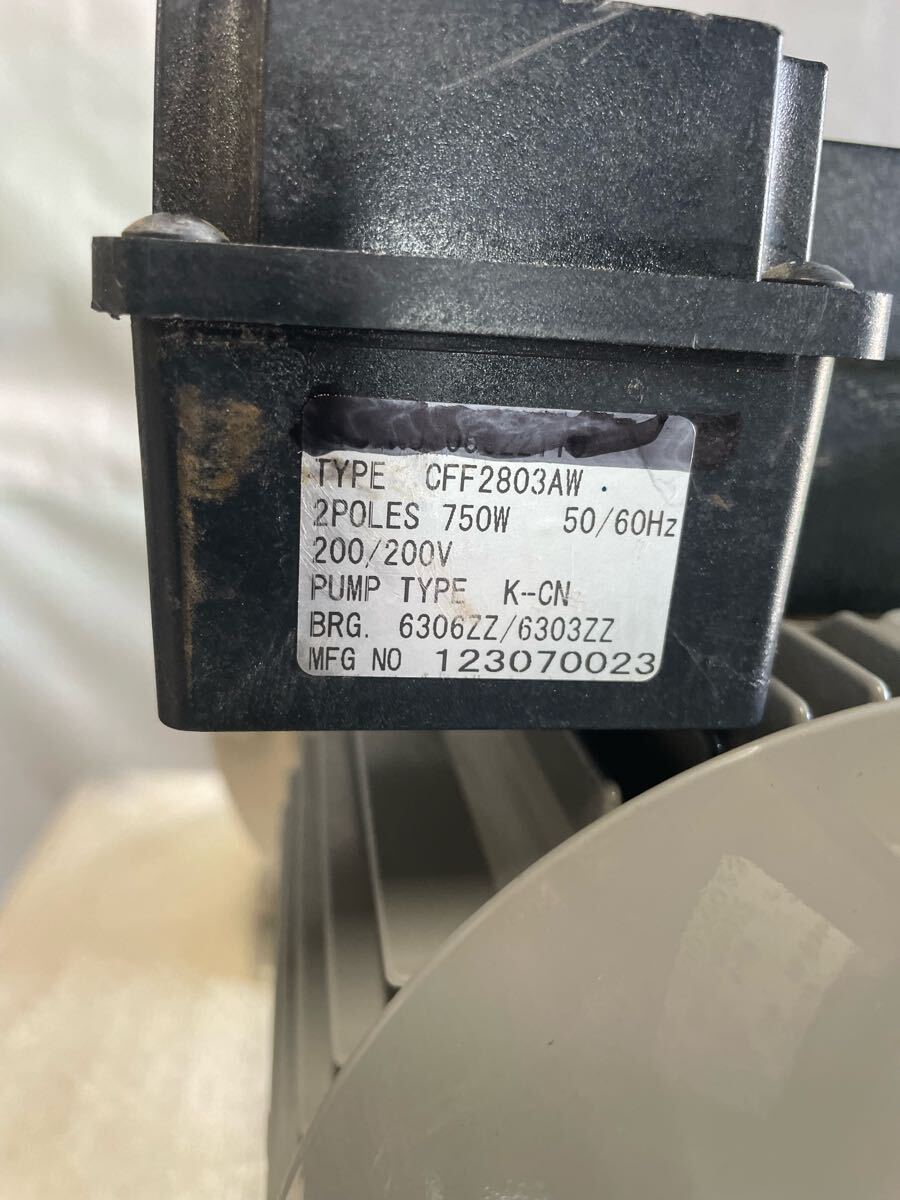 TYPE CFF2803AW
2POLES 750W 50/60Hz
200/200V
PUMP TYPE K-CN
BRG. 6306ZZ/6303ZZ
MFG NO 123070023